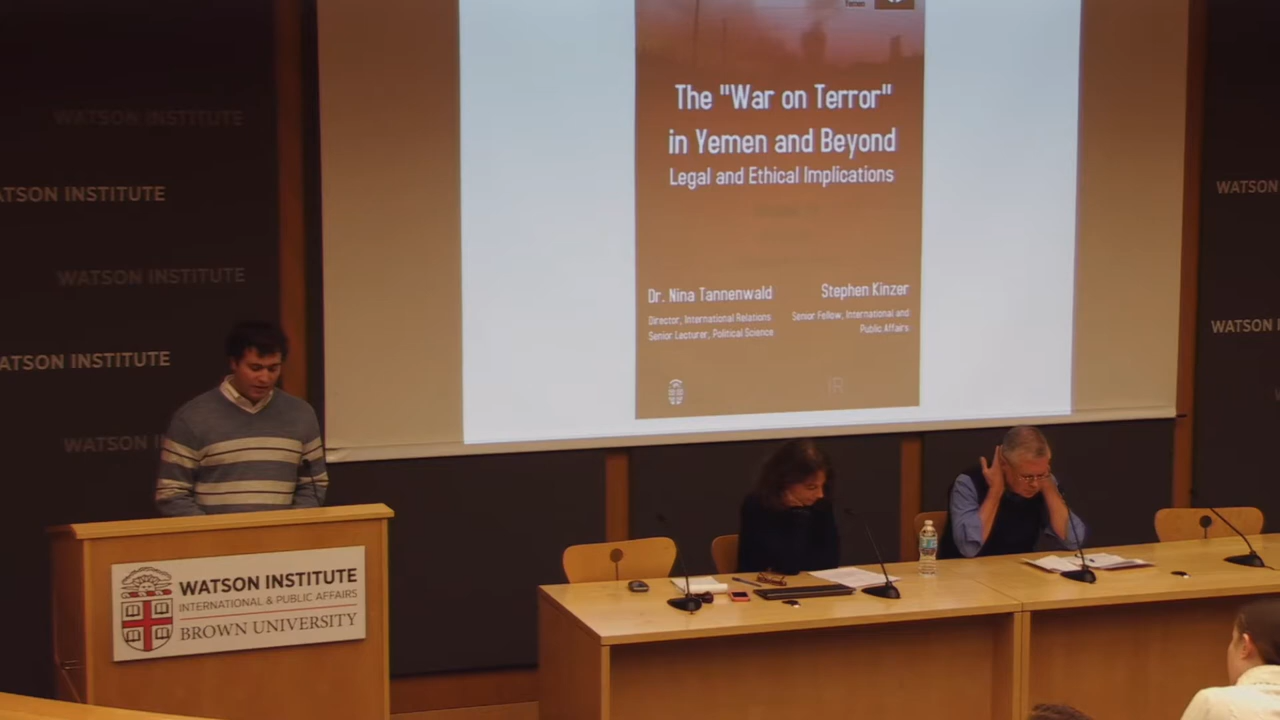 WATSON INSTITUTE
ATSON INSTITUTE
WATSON INSTITUTE
ATSON INSTITUTE
WATSON I
The "War on Terror"
in Yemen and Beyond
Legal and Ethical Implications
Dr. Nina Tannenwald
Director, International Relations
Senior Lecturer, Political Science
Stephen Kinzer
Senior Fellow, International and
Public Affairs
WATSON
WATSON I
WATSON INSTITUTE
INTERNATIONAL & PUBLIC AFFAIRS
BROWN UNIVERSITY